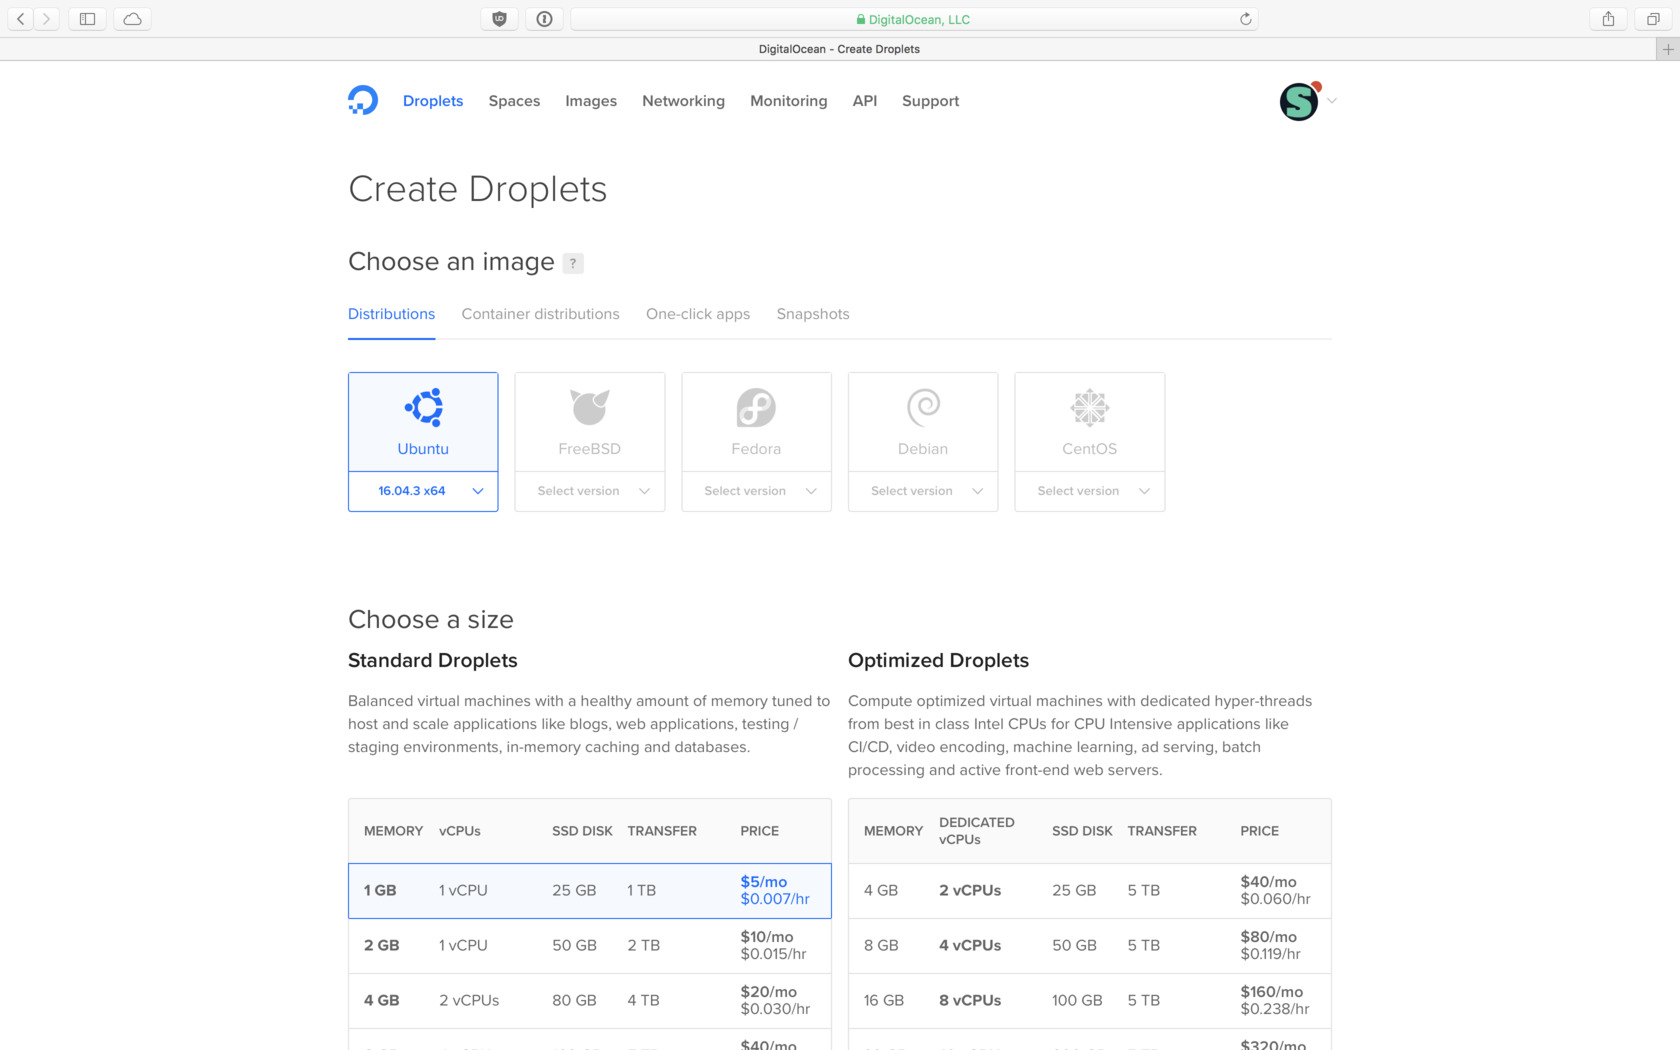 DigitalOcean, LLC
DigitalOcean - Create Droplets
Droplets Spaces Images Networking Monitoring API Support
S
Create Droplets
Choose an image ?
Distributions Container distributions One-click apps Snapshots
Ubuntu FreeBSD Fedora Debian CentOS
16.04.3 x64 Select version Select version Select version Select version
Choose a size
Standard Droplets
Balanced virtual machines with a healthy amount of memory tuned to
host and scale applications like blogs, web applications, testing /
staging environments, in-memory caching and databases.
MEMORY vCPUs SSD DISK TRANSFER PRICE
1 GB 1 vCPU 25 GB 1 TB $5/mo
$0.007/hr
2 GB 1 vCPU 50 GB 2 TB $10/mo
$0.015/hr
4 GB 2 vCPUs 80 GB 4 TB $20/mo
$0.030/hr
$40/mo
Optimized Droplets
Compute optimized virtual machines with dedicated hyper-threads
from best in class Intel CPUs for CPU Intensive applications like
CI/CD, video encoding, machine learning, ad serving, batch
processing and active front-end web servers.
MEMORY DEDICATED vCPUs SSD DISK TRANSFER PRICE
4 GB 2 vCPUs 25 GB 5 TB $40/mo
$0.060/hr
8 GB 4 vCPUs 50 GB 5 TB $80/mo
$0.119/hr
16 GB 8 vCPUs 100 GB 5 TB $160/mo
$0.238/hr
$320/mo